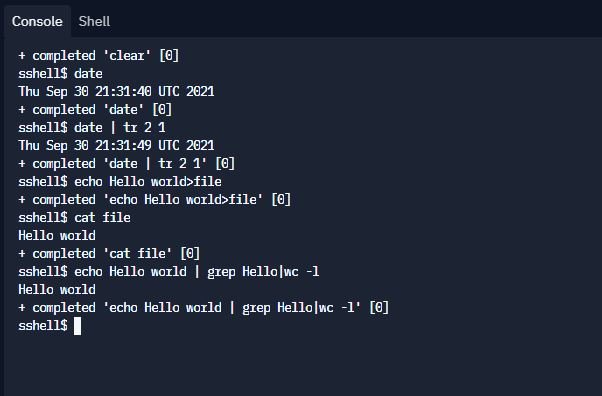 Console Shell
+ completed 'clear' [0]
sshell$ date
Thu Sep 30 21:31:40 UTC 2021
+ completed 'date' [0]
sshell$ date | tr 2 1
Thu Sep 30 21:31:49 UTC 2021
+ completed 'date | tr 2 1' [0]
sshell$ echo Hello world>file
+ completed 'echo Hello world>file' [0]
sshell$ cat file
Hello world
+ completed 'cat file' [0]
sshell$ echo Hello world | grep Hello|wc -l
Hello world
+ completed 'echo Hello world | grep Hello|wc -l' [0]
sshell$